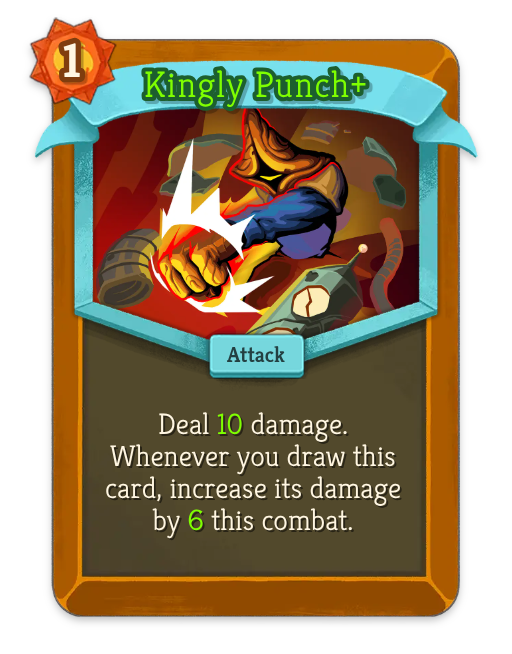 1
Kingly Punch+
Attack
Deal 10 damage.
Whenever you draw this
card, increase its damage
by 6 this combat.